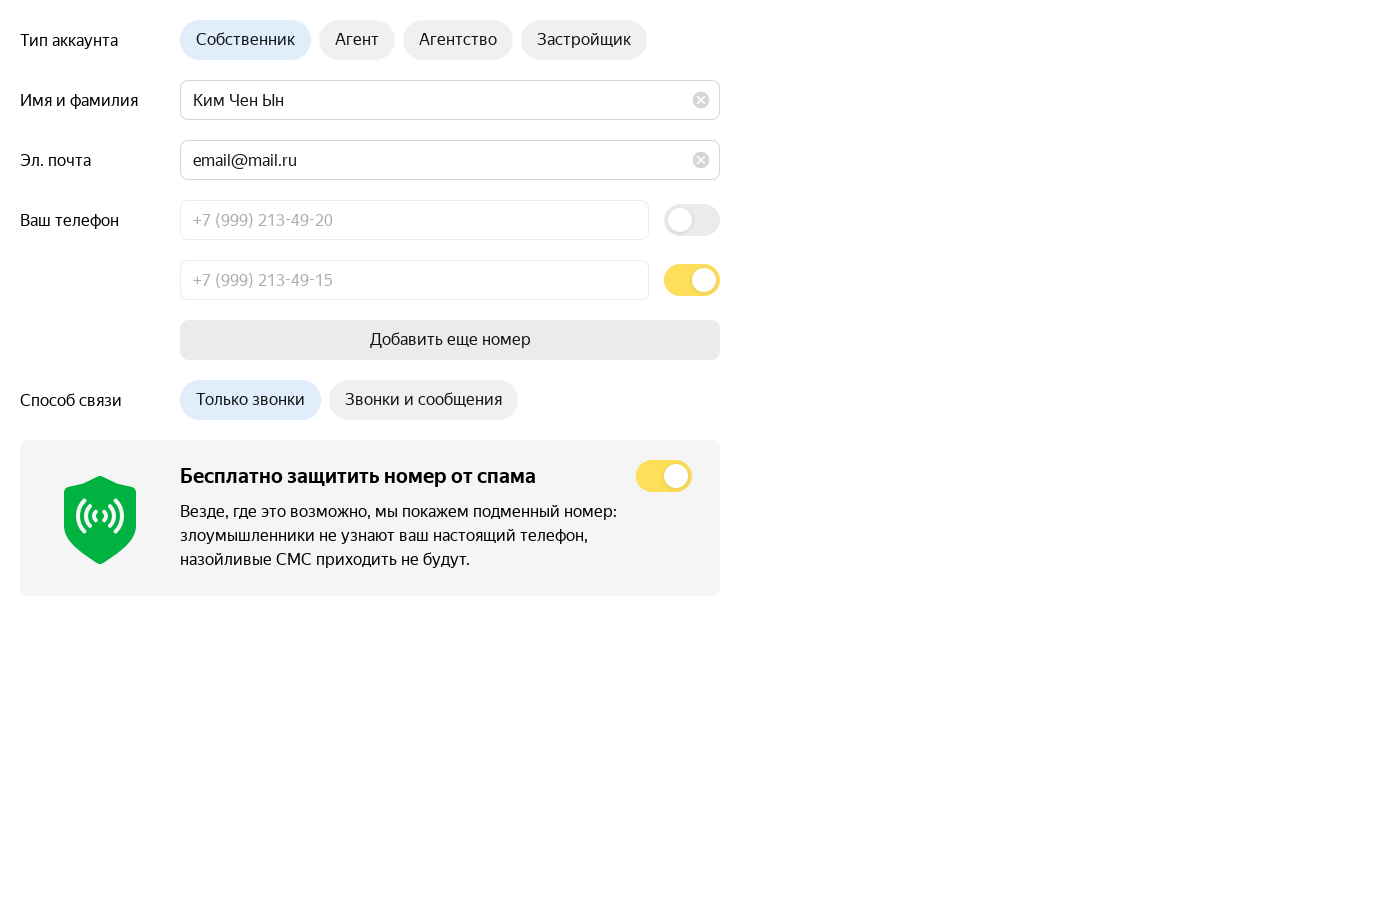 Тип аккаунта
Собственник Агент Агентство Застройщик
Имя и фамилия
Ким Чен Ын
Эл. почта
email@mail.ru
Ваш телефон
+7 (999) 213-49-20
+7 (999) 213-49-15
Добавить еще номер
Способ связи
Только звонки Звонки и сообщения
Бесплатно защитить номер от спама
Везде, где это возможно, мы покажем подменный номер:
злоумышленники не узнают ваш настоящий телефон,
назойливые СМС приходить не будут.